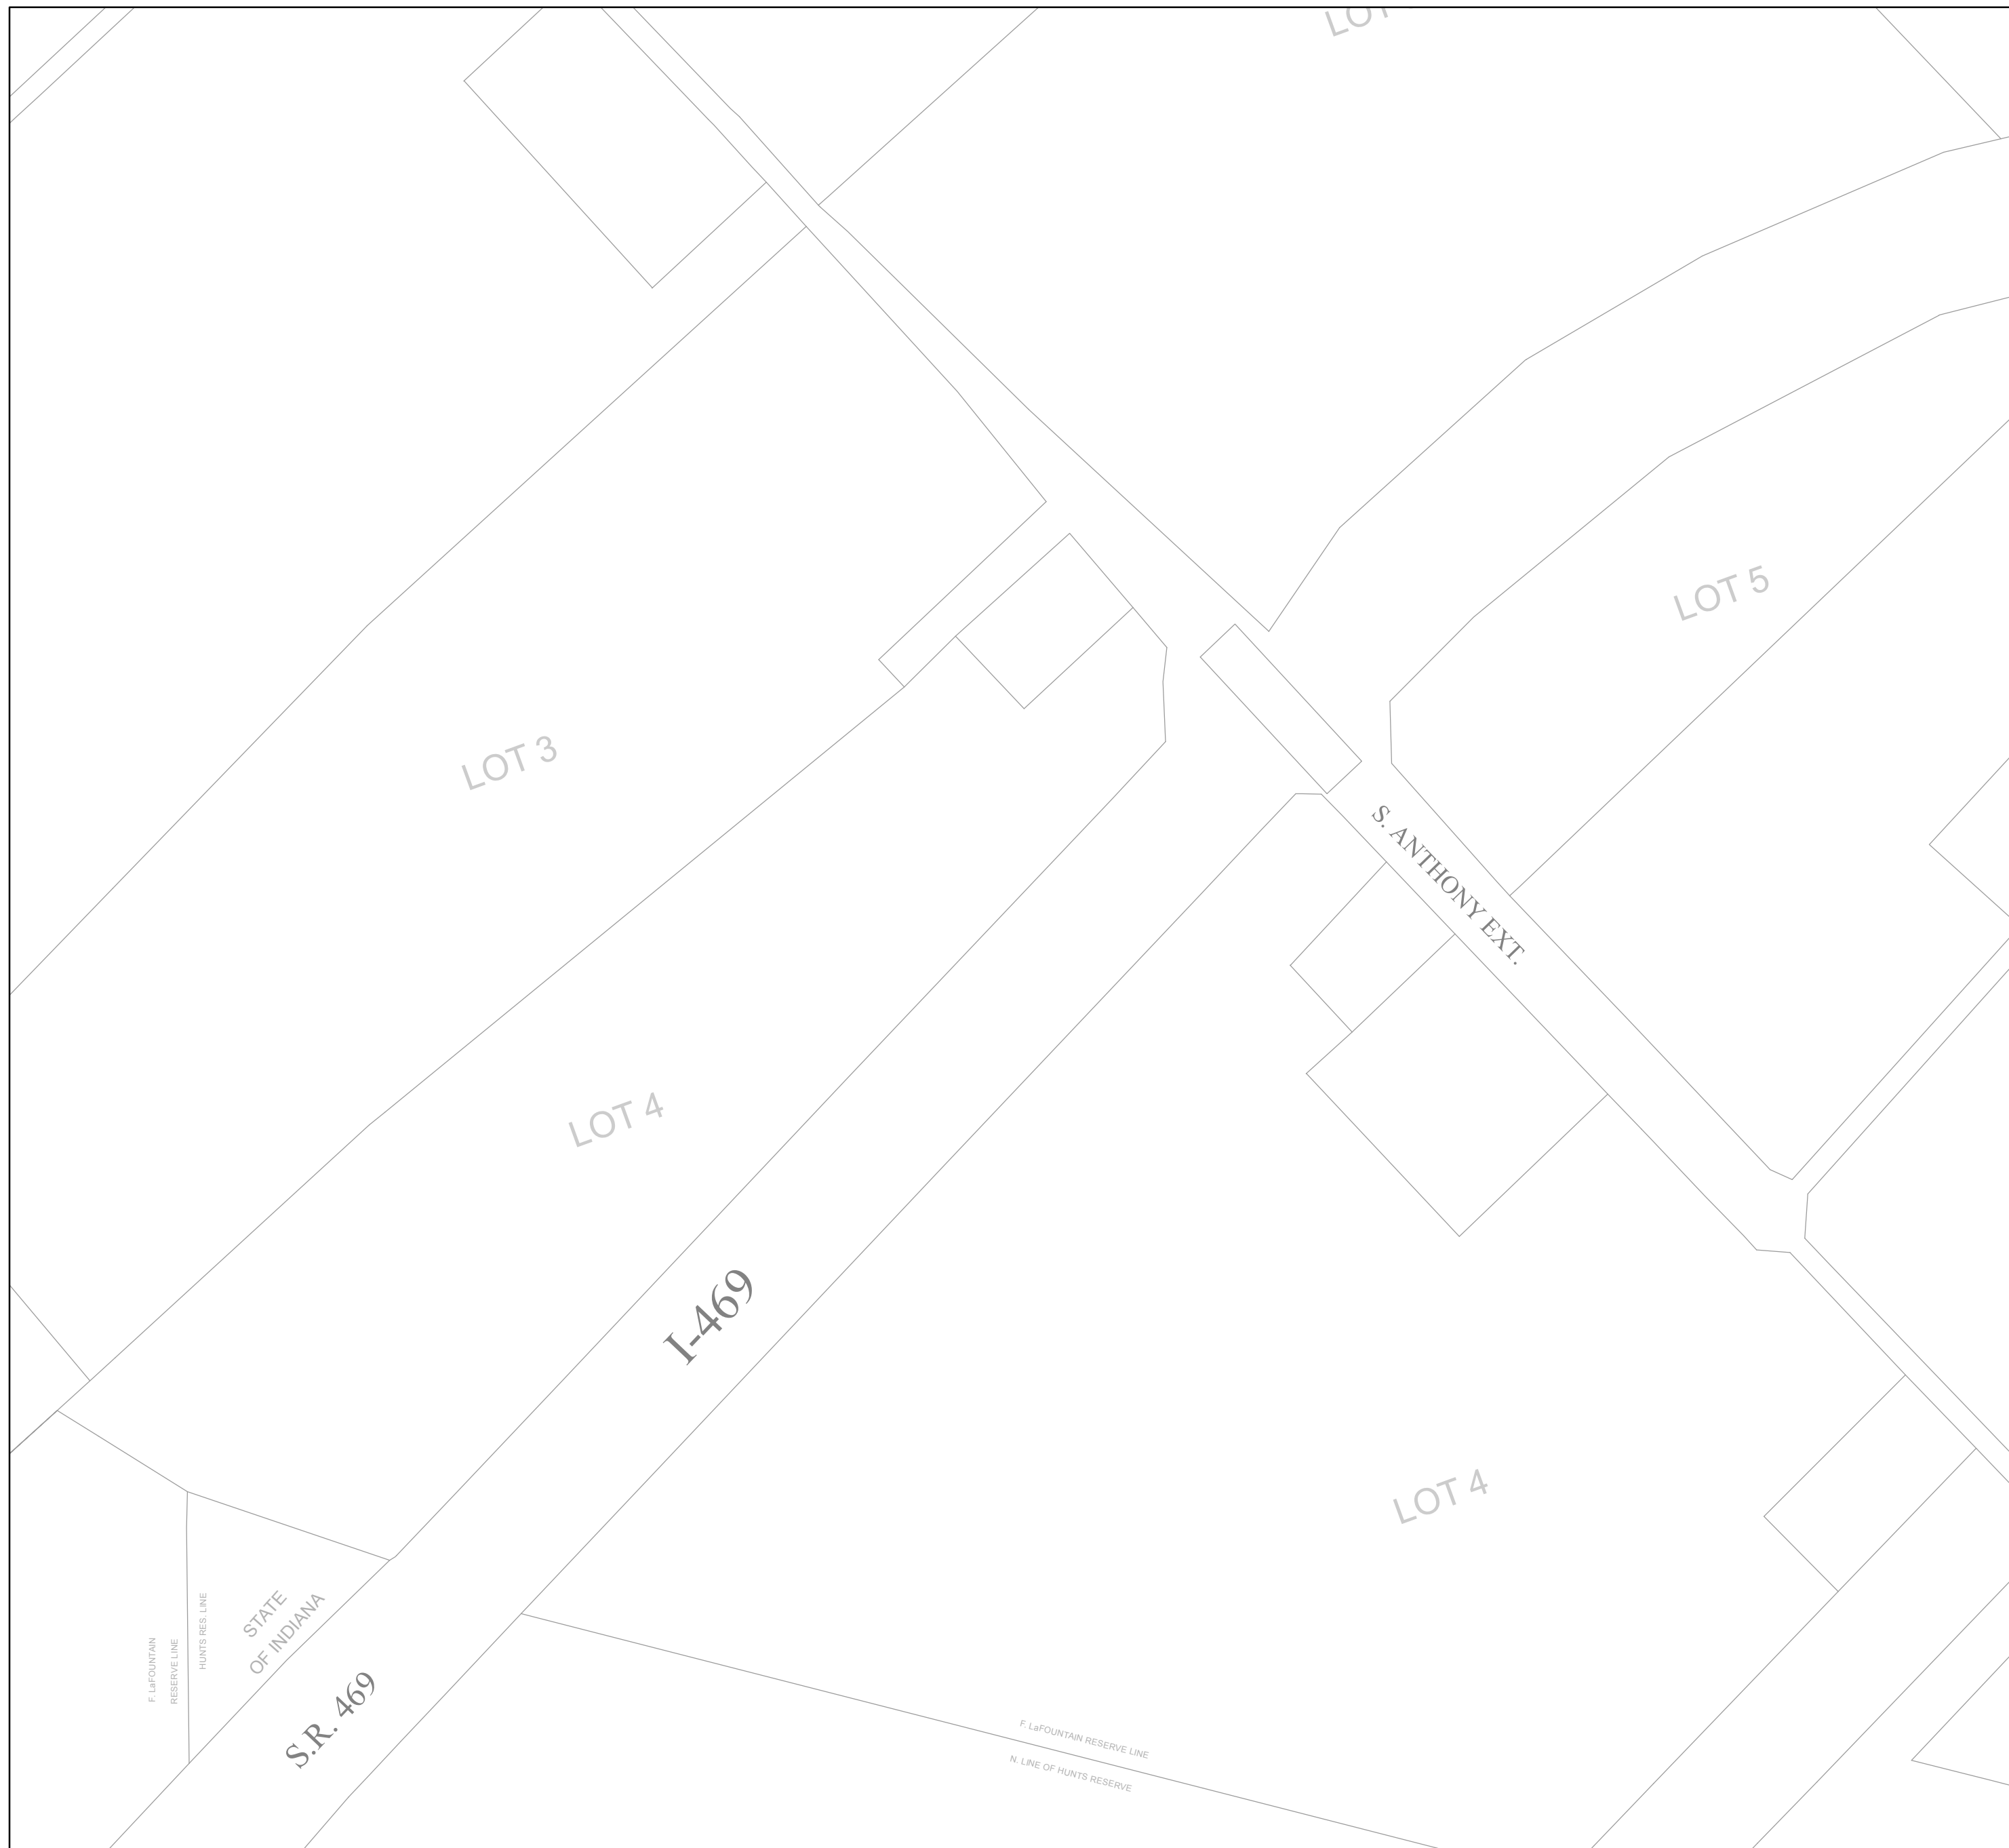 LOT
LOT 5
LOT 3
S. ANTHONY EXT.
LOT 4
I-469
LOT 4
STATE
OF INDIANA
HUNTS RES. LINE
F. LaFOUNTAIN
RESERVE LINE
S.R. 469
F. LaFOUNTAIN RESERVE LINE
N. LINE OF HUNTS RESERVE